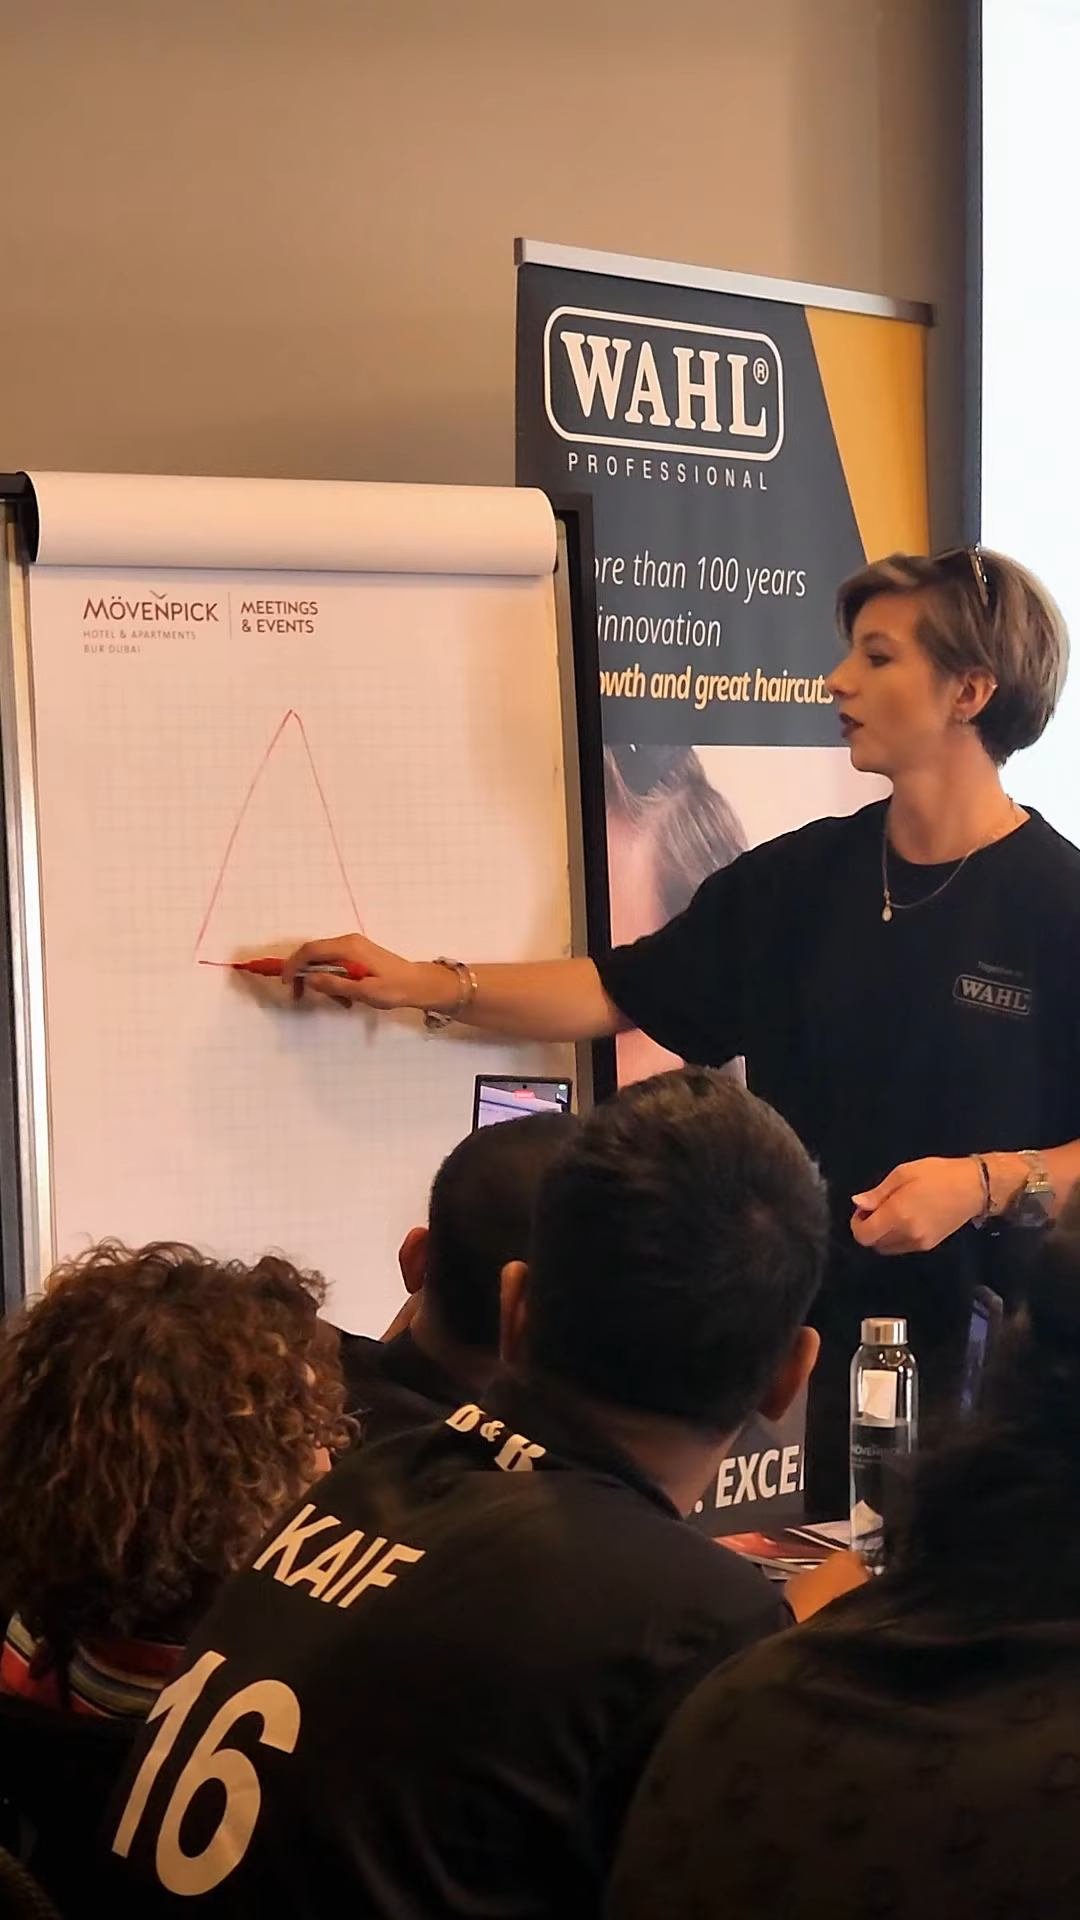 WAHL®
PROFESSIONAL
ore than 100 years
innovation
owth and great haircuts
MÖVENPICK
HOTEL & APARTMENTS
BUR DUBAI
MEETINGS
& EVENTS
WAHL
D&K
KAIF
16
. EXCE